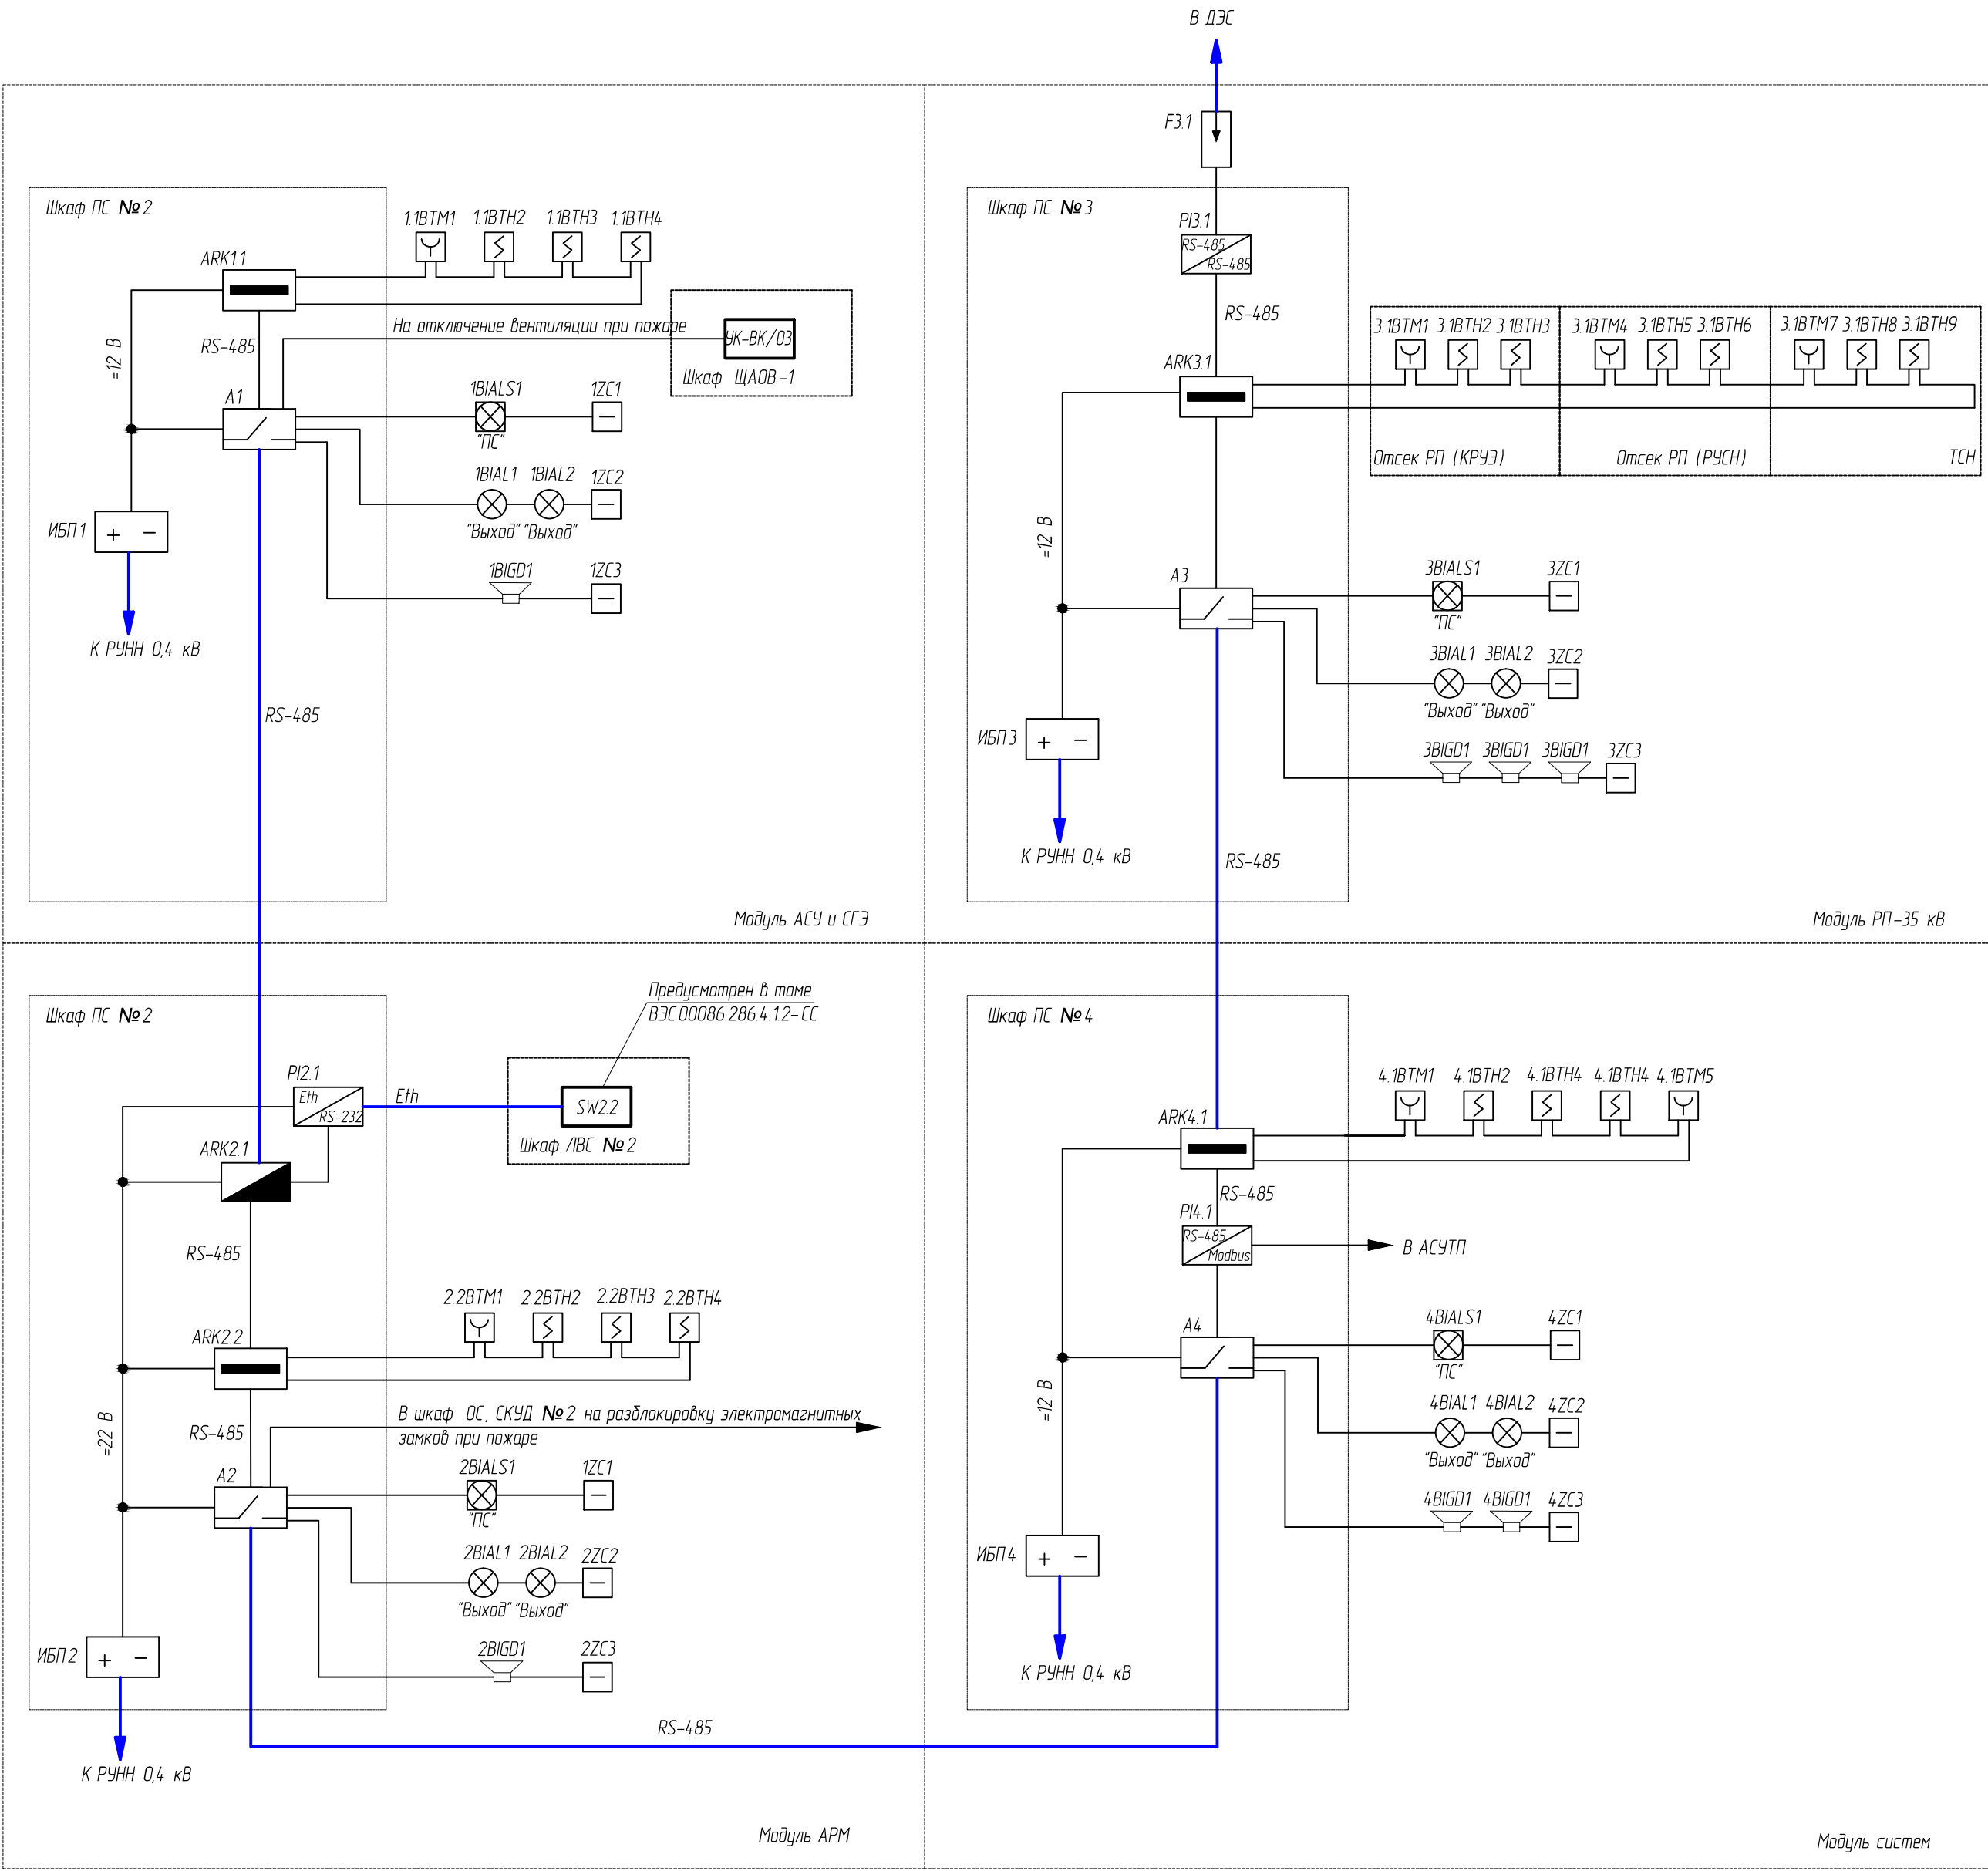 В ДЭС
F3.1
Шкаф ПС №2
1.1BTM1 1.1BTH2 1.1BTH3 1.1BTH4
ARK1.1
На отключение вентиляции при пожаре
УК-ВК/03
Шкаф ЩАОВ-1
RS-485
=12 В
A1
1BIALS1 1ZC1
"ПС"
1BIAL1 1BIAL2 1ZC2
"Выход" "Выход"
ИБП1
+ −
1BIGD1 1ZC3
К РУНН 0,4 кВ
RS-485
Модуль АСУ и СГЭ
Шкаф ПС №3
PI3.1
RS-485
RS-485
RS-485
3.1BTM1 3.1BTH2 3.1BTH3 3.1BTM4 3.1BTH5 3.1BTH6 3.1BTM7 3.1BTH8 3.1BTH9
ARK3.1
Отсек РП (КРУЭ) Отсек РП (РУСН) ТСН
=12 В
A3
3BIALS1 3ZC1
"ПС"
3BIAL1 3BIAL2 3ZC2
"Выход" "Выход"
ИБП3
+ −
3BIGD1 3BIGD1 3BIGD1 3ZC3
К РУНН 0,4 кВ
RS-485
Модуль РП-35 кВ
Шкаф ПС №2
Предусмотрен в томе
ВЭС00086.286.4.1.2-СС
PI2.1
Eth
RS-232
Eth
SW2.2
Шкаф ЛВС №2
ARK2.1
RS-485
2.2BTM1 2.2BTH2 2.2BTH3 2.2BTH4
ARK2.2
В шкаф ОС, СКУД №2 на разблокировку электромагнитных
замков при пожаре
RS-485
=22 В
A2
2BIALS1 1ZC1
"ПС"
2BIAL1 2BIAL2 2ZC2
"Выход" "Выход"
ИБП2
+ −
2BIGD1 2ZC3
К РУНН 0,4 кВ
RS-485
Модуль АРМ
Шкаф ПС №4
4.1BTM1 4.1BTH2 4.1BTH4 4.1BTH4 4.1BTM5
ARK4.1
RS-485
PI4.1
RS-485
Modbus
В АСУТП
A4
4BIALS1 4ZC1
"ПС"
=12 В
4BIAL1 4BIAL2 4ZC2
"Выход" "Выход"
4BIGD1 4BIGD1 4ZC3
ИБП4
+ −
К РУНН 0,4 кВ
Модуль систем